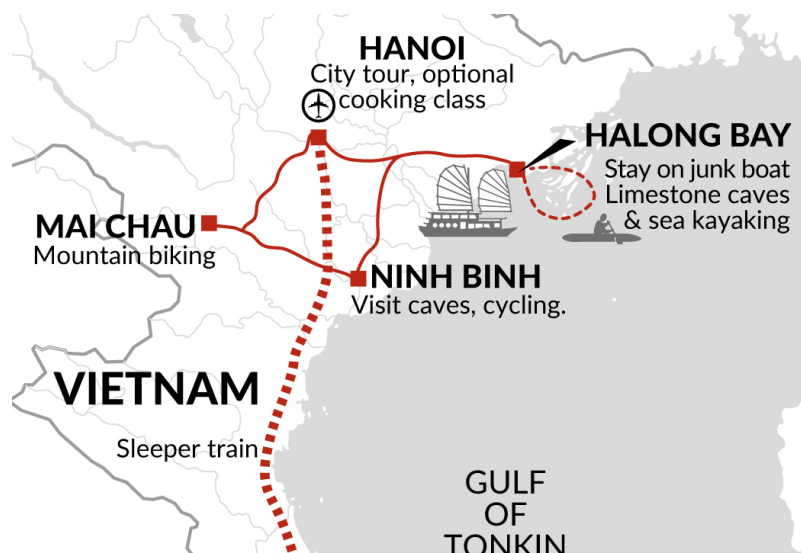 HANOI
City tour, optional
cooking class
HALONG BAY
Stay on junk boat
Limestone caves
& sea kayaking
MAI CHAU
Mountain biking
NINH BINH
Visit caves, cycling.
VIETNAM
Sleeper train
GULF
OF
TONKIN